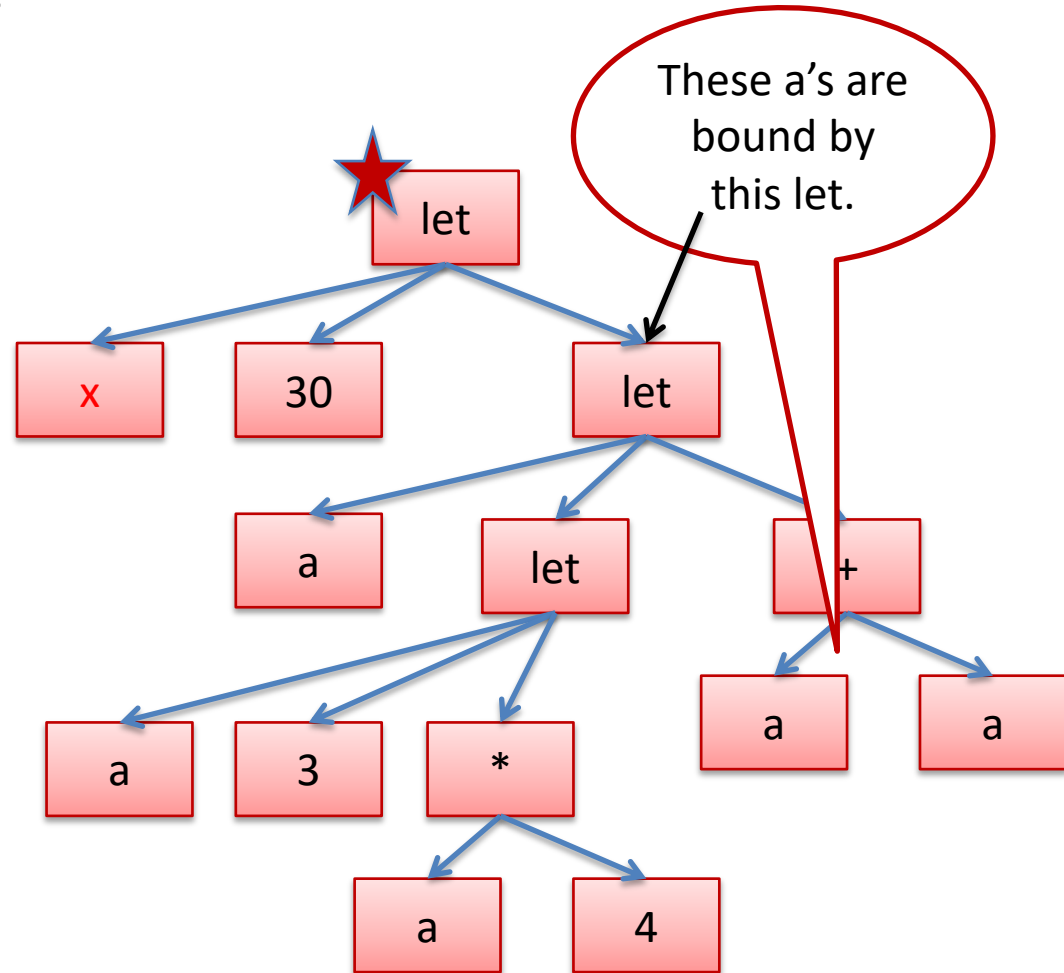 These a’s are
bound by
this let.
let
x
30
let
a
let
+
a
a
a
3
*
a
4